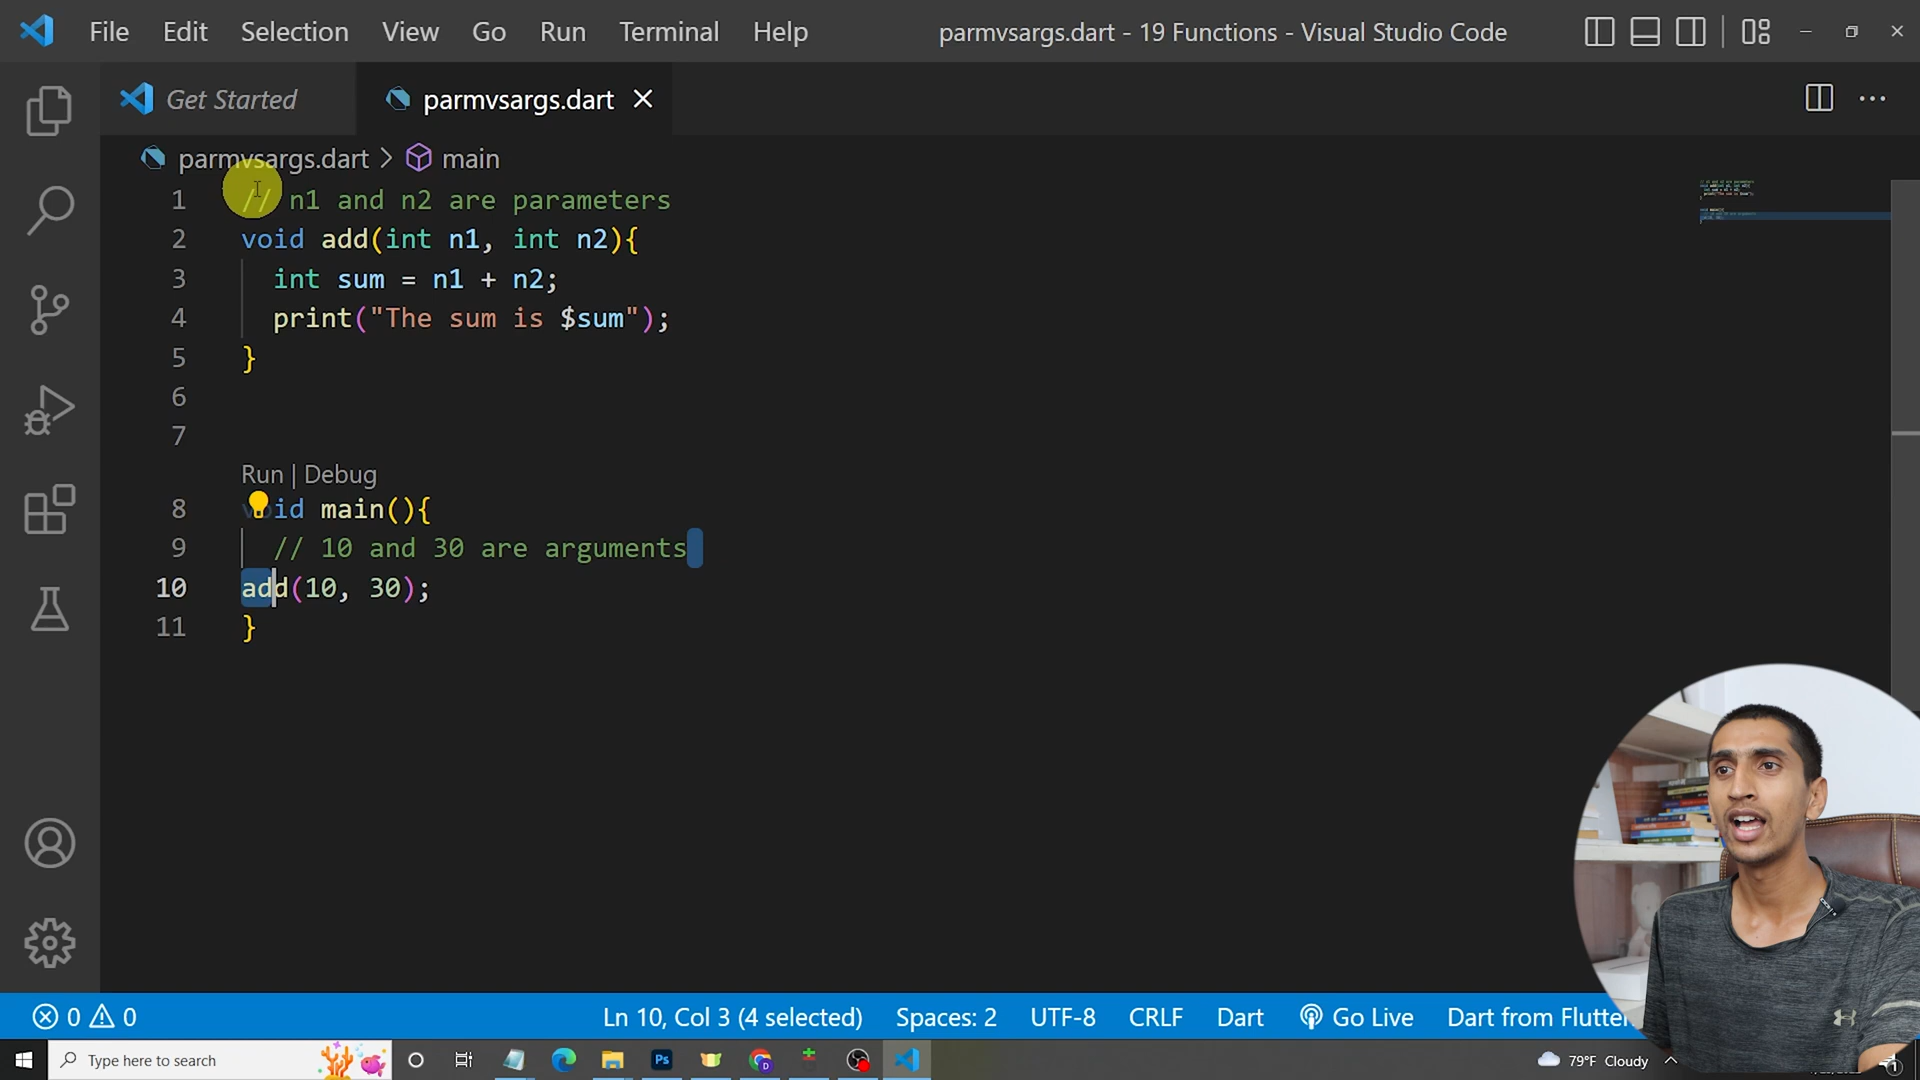 File Edit Selection View Go Run Terminal Help parmvsargs.dart - 19 Functions - Visual Studio Code
Get Started parmvsargs.dart
parmvsargs.dart > main
1 // n1 and n2 are parameters
2 void add(int n1, int n2){
3 int sum = n1 + n2;
4 print("The sum is $sum");
5 }
6
7
Run | Debug
8 void main(){
9 // 10 and 30 are arguments
10 add(10, 30);
11 }
0 0 Ln 10, Col 3 (4 selected) Spaces: 2 UTF-8 CRLF Dart Go Live Dart from Flutter
Type here to search Ps D 79°F Cloudy 1